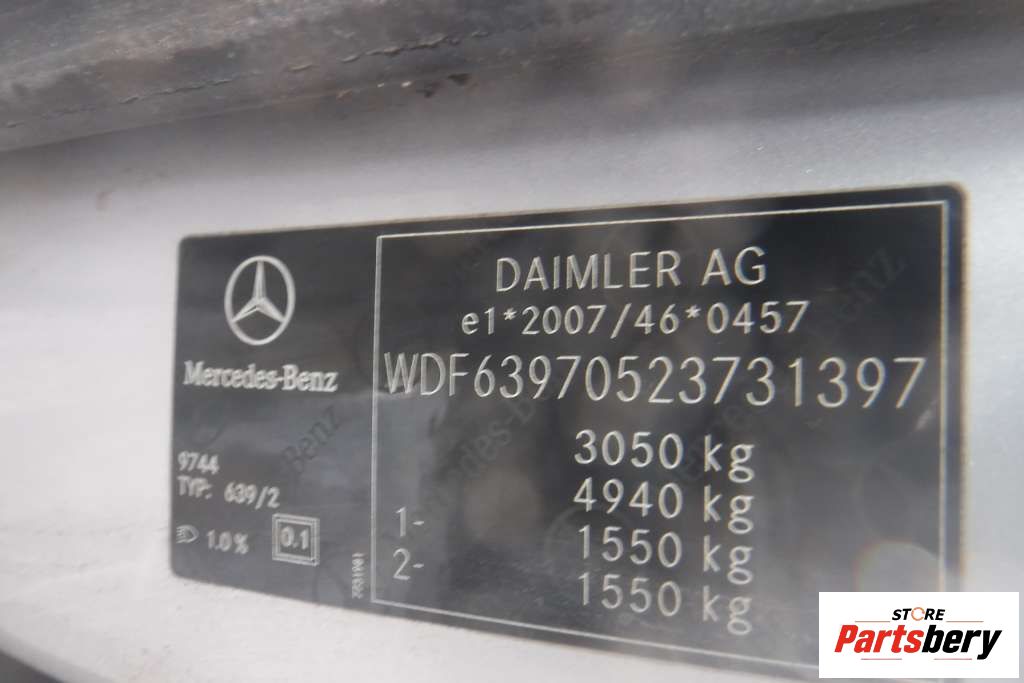 DAIMLER AG
e1*2007/46*0457
WDF63970523731397
3050 kg
4940 kg
1- 1550 kg
2- 1550 kg
Mercedes-Benz
9744
TYP: 639/2
1.0 %
0.1
STORE
Partsbery